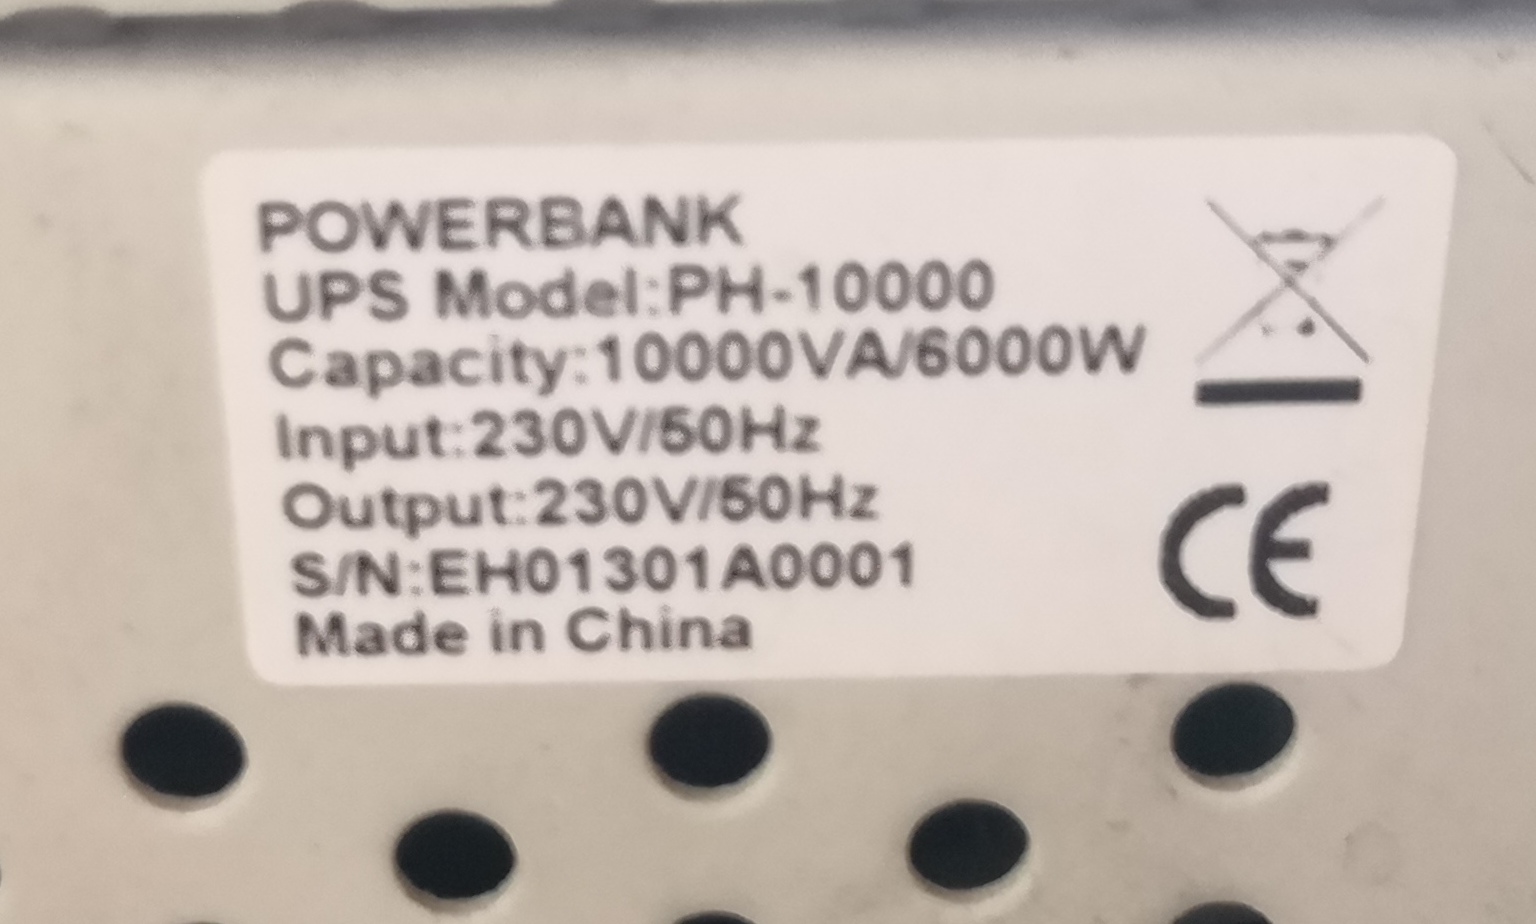 POWERBANK
UPS Model:PH-10000
Capacity:10000VA/6000W
Input:230V/50Hz
Output:230V/50Hz
S/N:EH01301A0001
Made in China
CE